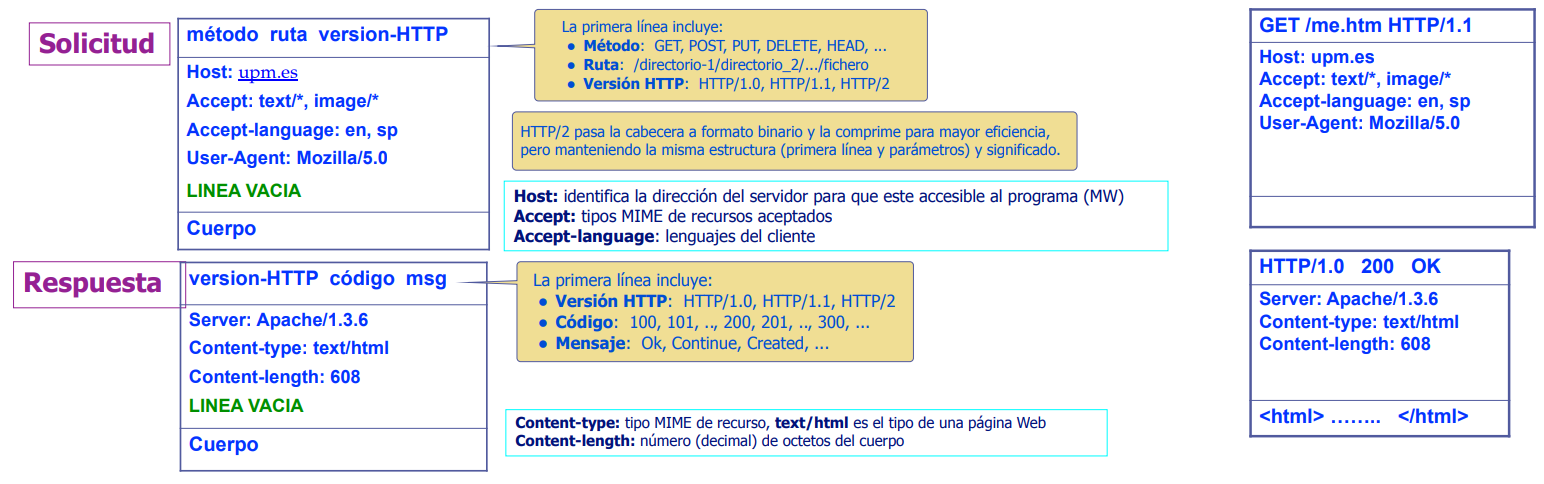 Solicitud
método ruta version-HTTP
Host: upm.es
Accept: text/*, image/*
Accept-language: en, sp
User-Agent: Mozilla/5.0
LINEA VACIA
Cuerpo
La primera línea incluye:
● Método: GET, POST, PUT, DELETE, HEAD, ...
● Ruta: /directorio-1/directorio_2/.../fichero
● Versión HTTP: HTTP/1.0, HTTP/1.1, HTTP/2
HTTP/2 pasa la cabecera a formato binario y la comprime para mayor eficiencia,
pero manteniendo la misma estructura (primera línea y parámetros) y significado.
Host: identifica la dirección del servidor para que este accesible al programa (MW)
Accept: tipos MIME de recursos aceptados
Accept-language: lenguajes del cliente
GET /me.htm HTTP/1.1
Host: upm.es
Accept: text/*, image/*
Accept-language: en, sp
User-Agent: Mozilla/5.0
Respuesta
version-HTTP código msg
Server: Apache/1.3.6
Content-type: text/html
Content-length: 608
LINEA VACIA
Cuerpo
La primera línea incluye:
● Versión HTTP: HTTP/1.0, HTTP/1.1, HTTP/2
● Código: 100, 101, .., 200, 201, .., 300, ...
● Mensaje: Ok, Continue, Created, ...
Content-type: tipo MIME de recurso, text/html es el tipo de una página Web
Content-length: número (decimal) de octetos del cuerpo
HTTP/1.0 200 OK
Server: Apache/1.3.6
Content-type: text/html
Content-length: 608
<html> …….. </html>